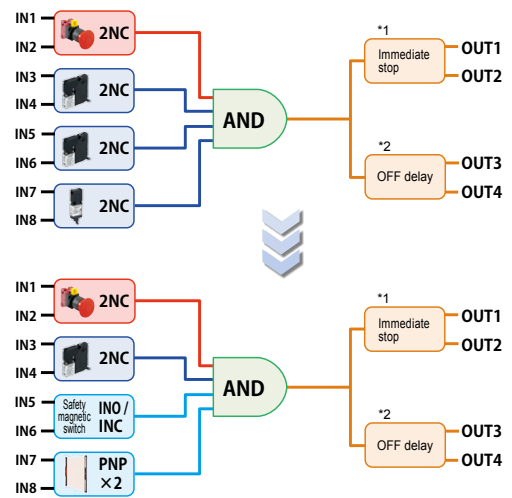 IN1
IN2
2NC
IN3
IN4
2NC
IN5
IN6
2NC
IN7
IN8
2NC
AND
*1
Immediate
stop
OUT1
OUT2
*2
OFF delay
OUT3
OUT4
IN1
IN2
2NC
IN3
IN4
2NC
IN5
IN6
Safety
magnetic
switch
INO /
INC
IN7
IN8
PNP
×2
AND
*1
Immediate
stop
OUT1
OUT2
*2
OFF delay
OUT3
OUT4